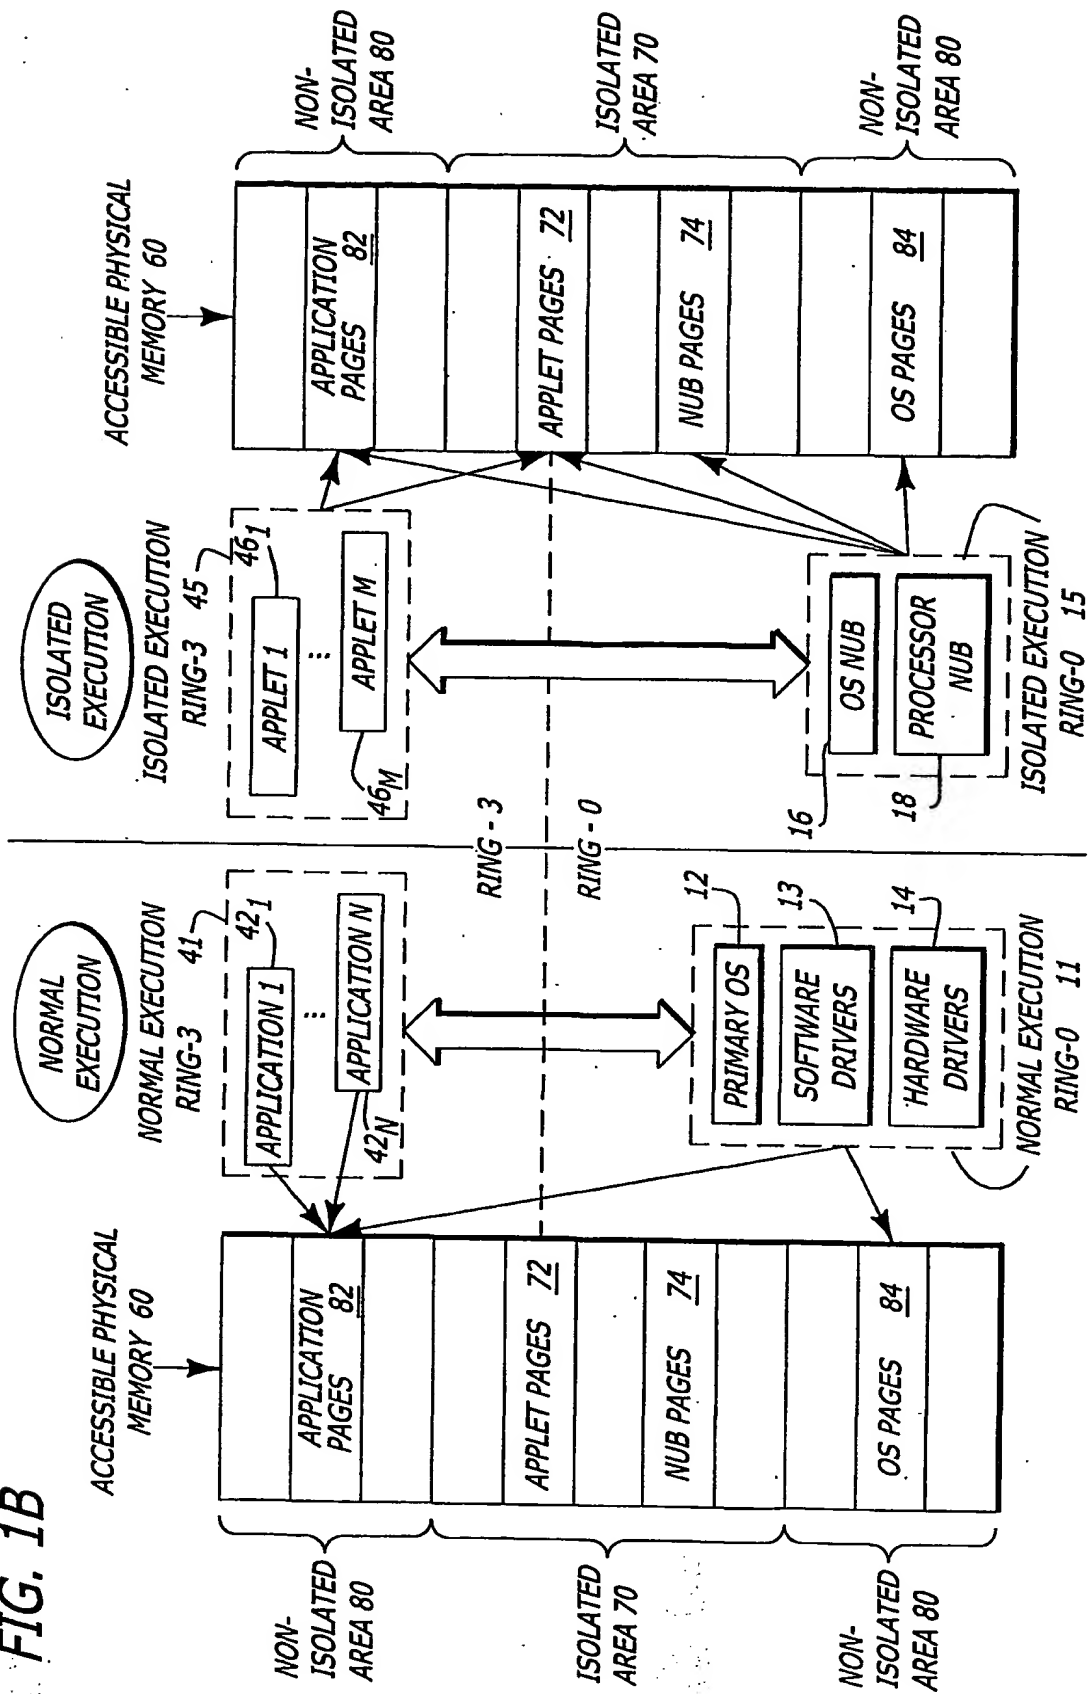 FIG. 1B
ACCESSIBLE PHYSICAL
MEMORY 60
NON-
ISOLATED
AREA 80
ISOLATED
AREA 70
NON-
ISOLATED
AREA 80
APPLICATION
PAGES 82
APPLET PAGES 72
NUB PAGES 74
OS PAGES 84
NORMAL
EXECUTION
NORMAL EXECUTION
RING-3 41
APPLICATION 1
42 1
...
APPLICATION N
42 N
PRIMARY OS
12
SOFTWARE
DRIVERS
13
HARDWARE
DRIVERS
14
NORMAL EXECUTION
RING-0 11
RING - 3
RING - 0
ISOLATED
EXECUTION
ISOLATED EXECUTION
RING-3 45
APPLET 1
46 1
...
APPLET M
46 M
OS NUB
16
PROCESSOR
NUB
18
ISOLATED EXECUTION
RING-0 15
ACCESSIBLE PHYSICAL
MEMORY 60
APPLICATION
PAGES 82
APPLET PAGES 72
NUB PAGES 74
OS PAGES 84
NON-
ISOLATED
AREA 80
ISOLATED
AREA 70
NON-
ISOLATED
AREA 80